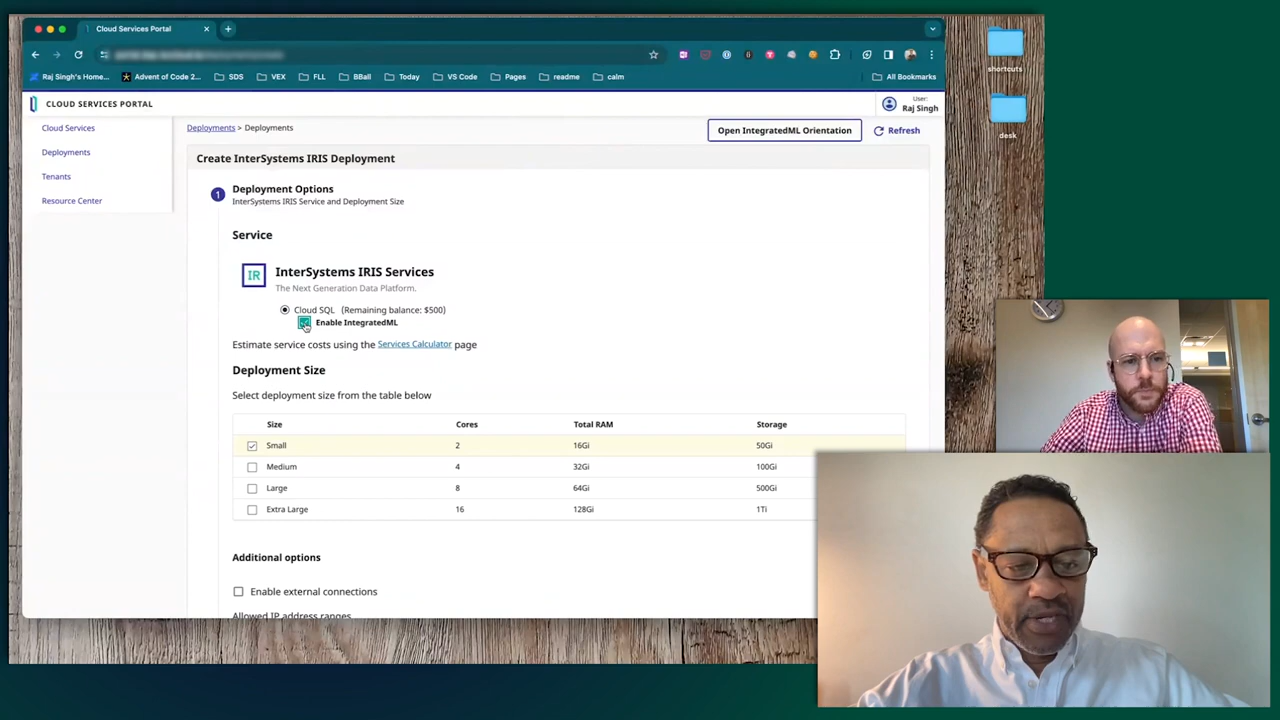 Cloud Services Portal
Raj Singh's Home...
Advent of Code 2...
SDS
VEX
FLL
BBall
Today
VS Code
Pages
readme
calm
All Bookmarks
shortcuts
desk
CLOUD SERVICES PORTAL
User:
Raj Singh
Cloud Services
Deployments
Tenants
Resource Center
Deployments > Deployments
Open IntegratedML Orientation
Refresh
Create InterSystems IRIS Deployment
1
Deployment Options
InterSystems IRIS Service and Deployment Size
Service
IR
InterSystems IRIS Services
The Next Generation Data Platform.
Cloud SQL (Remaining balance: $500)
Enable IntegratedML
Estimate service costs using the Services Calculator page
Deployment Size
Select deployment size from the table below
Size Cores Total RAM Storage
Small 2 16Gi 50Gi
Medium 4 32Gi 100Gi
Large 8 64Gi 500Gi
Extra Large 16 128Gi 1Ti
Additional options
Enable external connections
Allowed IP address ranges